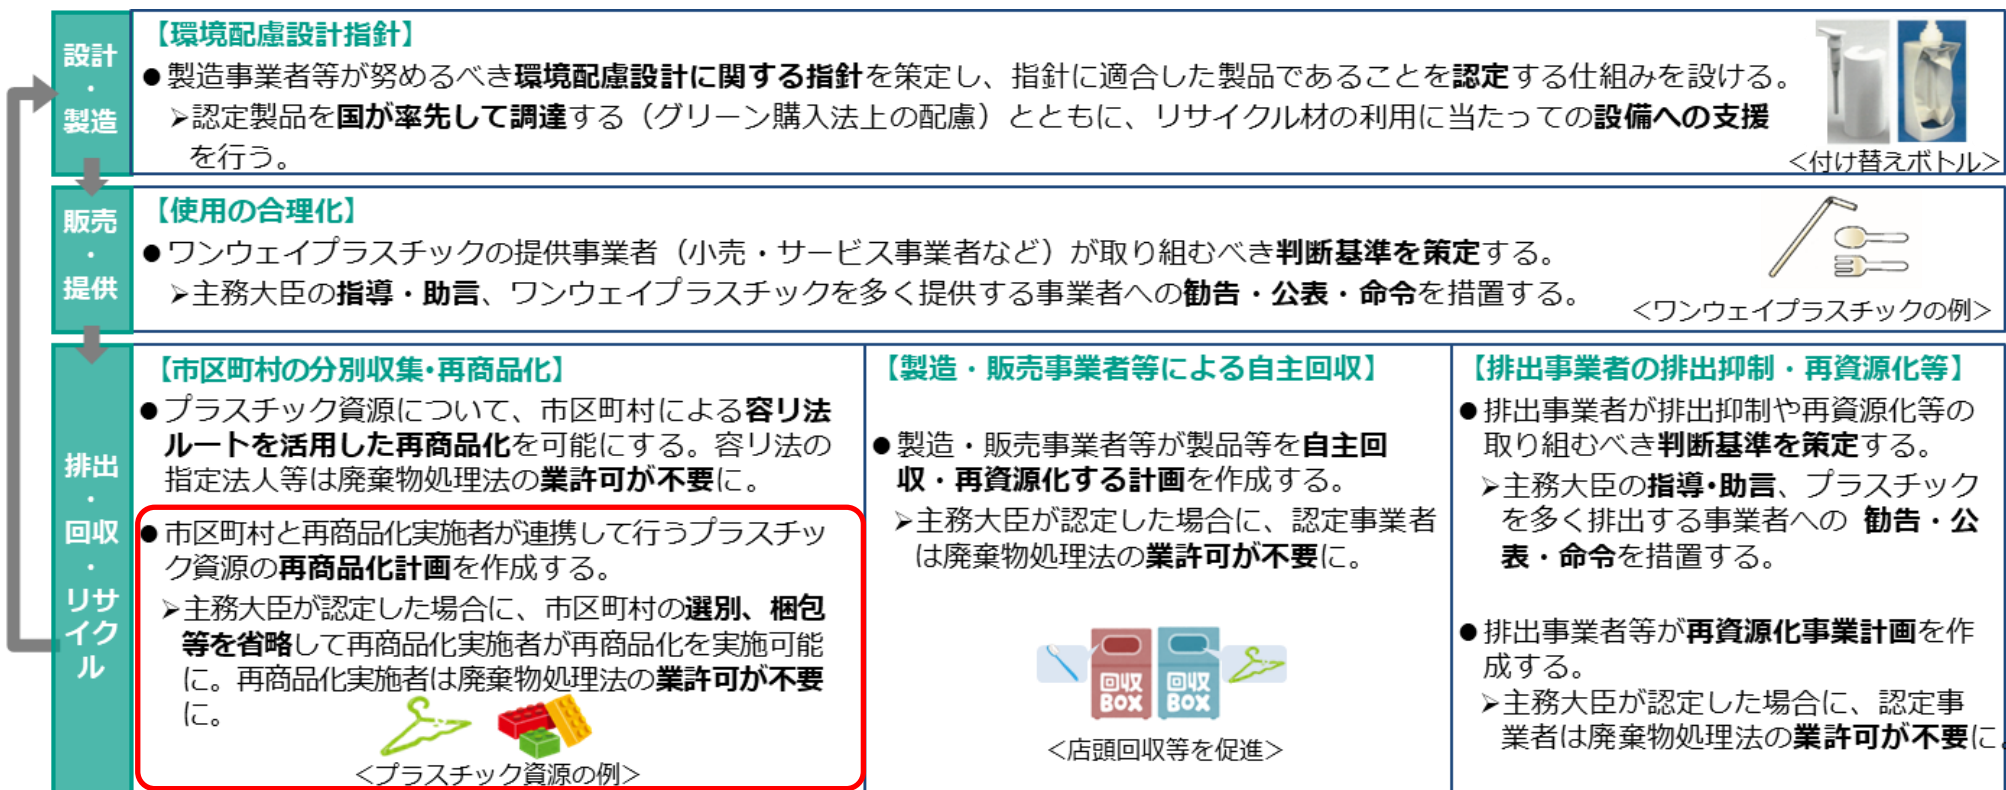 設計
・
製造
【環境配慮設計指針】
●製造事業者等が努めるべき環境配慮設計に関する指針を策定し、指針に適合した製品であることを認定する仕組みを設ける。
➢認定製品を国が率先して調達する（グリーン購入法上の配慮）とともに、リサイクル材の利用に当たっての設備への支援
を行う。
＜付け替えボトル＞
販売
・
提供
【使用の合理化】
●ワンウェイプラスチックの提供事業者（小売・サービス事業者など）が取り組むべき判断基準を策定する。
➢主務大臣の指導・助言、ワンウェイプラスチックを多く提供する事業者への勧告・公表・命令を措置する。
＜ワンウェイプラスチックの例＞
排出
・
回収
・
リサ
イク
ル
【市区町村の分別収集・再商品化】
●プラスチック資源について、市区町村による容リ法
ルートを活用した再商品化を可能にする。容リ法の
指定法人等は廃棄物処理法の業許可が不要に。
●市区町村と再商品化実施者が連携して行うプラスチッ
ク資源の再商品化計画を作成する。
➢主務大臣が認定した場合に、市区町村の選別、梱包
等を省略して再商品化実施者が再商品化を実施可能
に。再商品化実施者は廃棄物処理法の業許可が不要
に。
＜プラスチック資源の例＞
【製造・販売事業者等による自主回収】
●製造・販売事業者等が製品等を自主回
収・再資源化する計画を作成する。
➢主務大臣が認定した場合に、認定事業者
は廃棄物処理法の業許可が不要に。
回収
BOX
回収
BOX
＜店頭回収等を促進＞
【排出事業者の排出抑制・再資源化等】
●排出事業者が排出抑制や再資源化等の
取り組むべき判断基準を策定する。
➢主務大臣の指導・助言、プラスチック
を多く排出する事業者への 勧告・公
表・命令を措置する。
●排出事業者等が再資源化事業計画を作
成する。
➢主務大臣が認定した場合に、認定事
業者は廃棄物処理法の業許可が不要に。